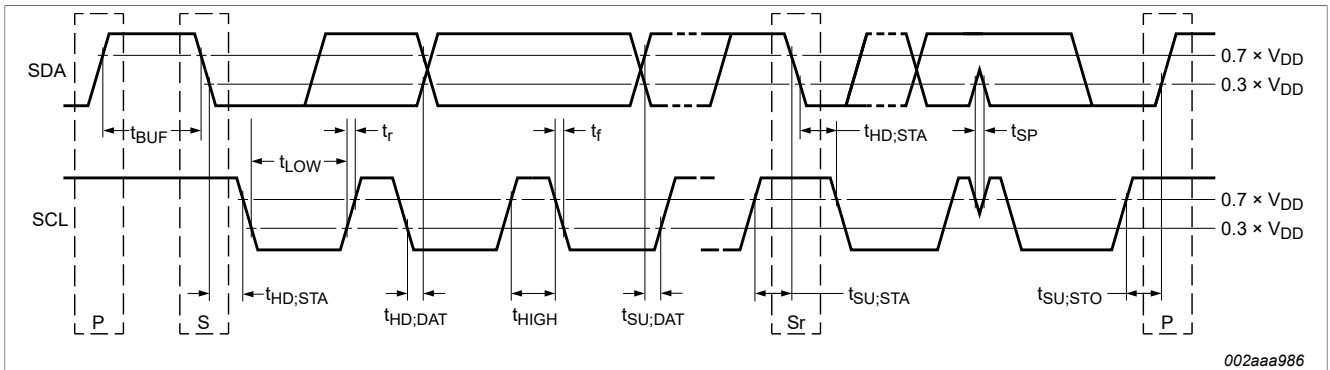 SDA
0.7 × VDD
0.3 × VDD
tBUF
tr
tf
tHD;STA
tSP
tLOW
SCL
0.7 × VDD
0.3 × VDD
tHD;STA
tHD;DAT
tHIGH
tSU;DAT
tSU;STA
tSU;STO
P
S
Sr
P
002aaa986